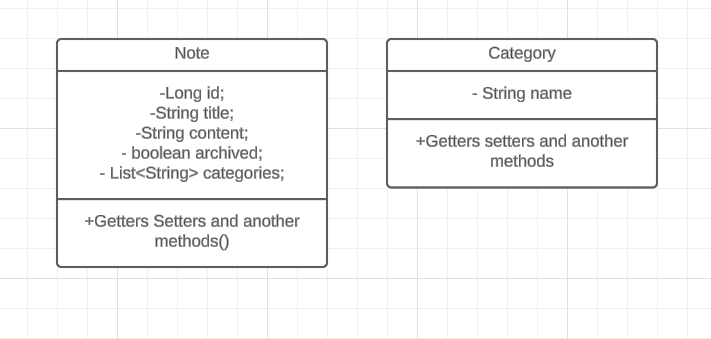 Note
-Long id;
-String title;
-String content;
- boolean archived;
- List<String> categories;
+Getters Setters and another
methods()
Category
- String name
+Getters setters and another
methods